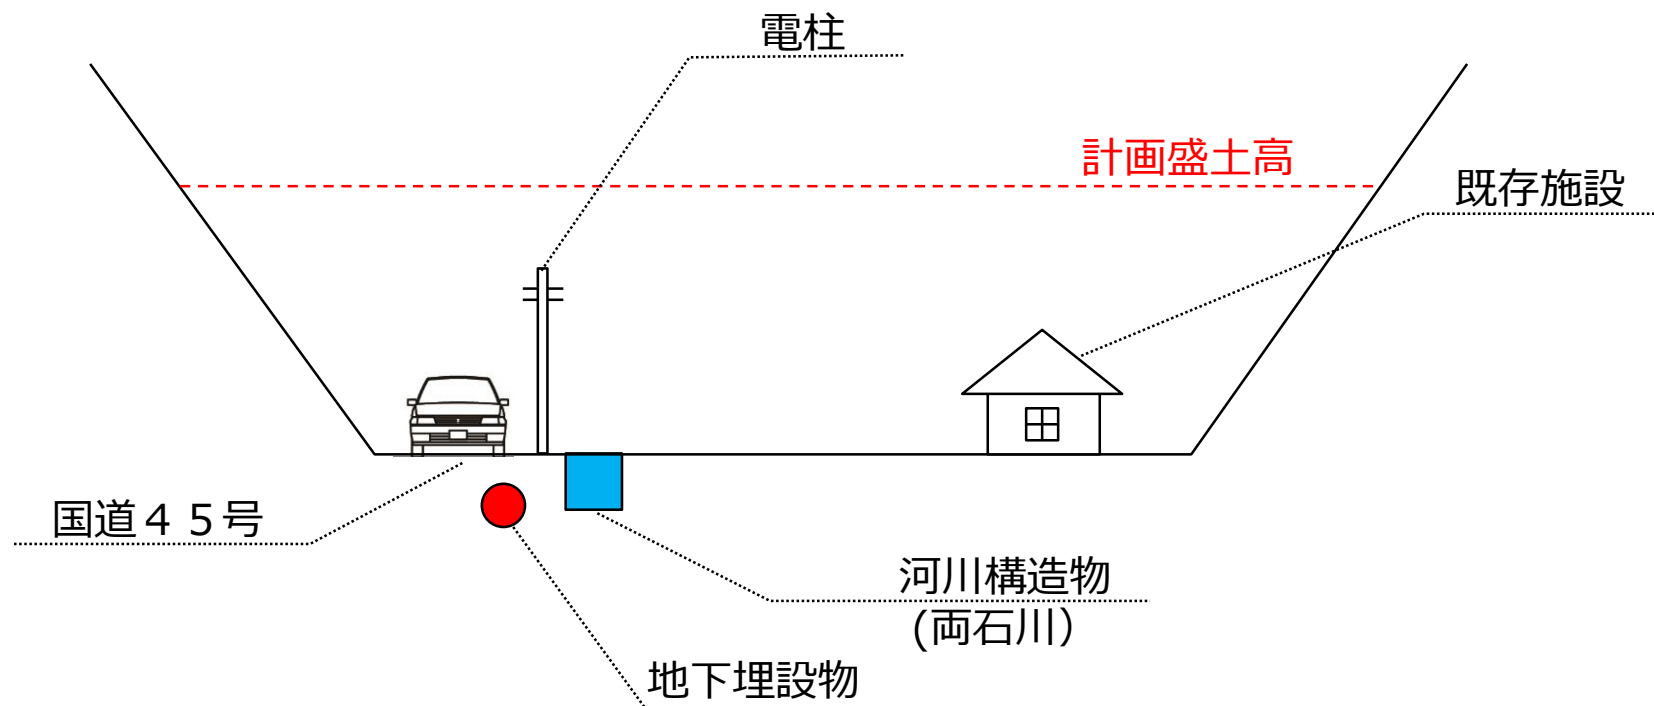 電柱
計画盛土高
既存施設
国道４５号
河川構造物
(両石川)
地下埋設物